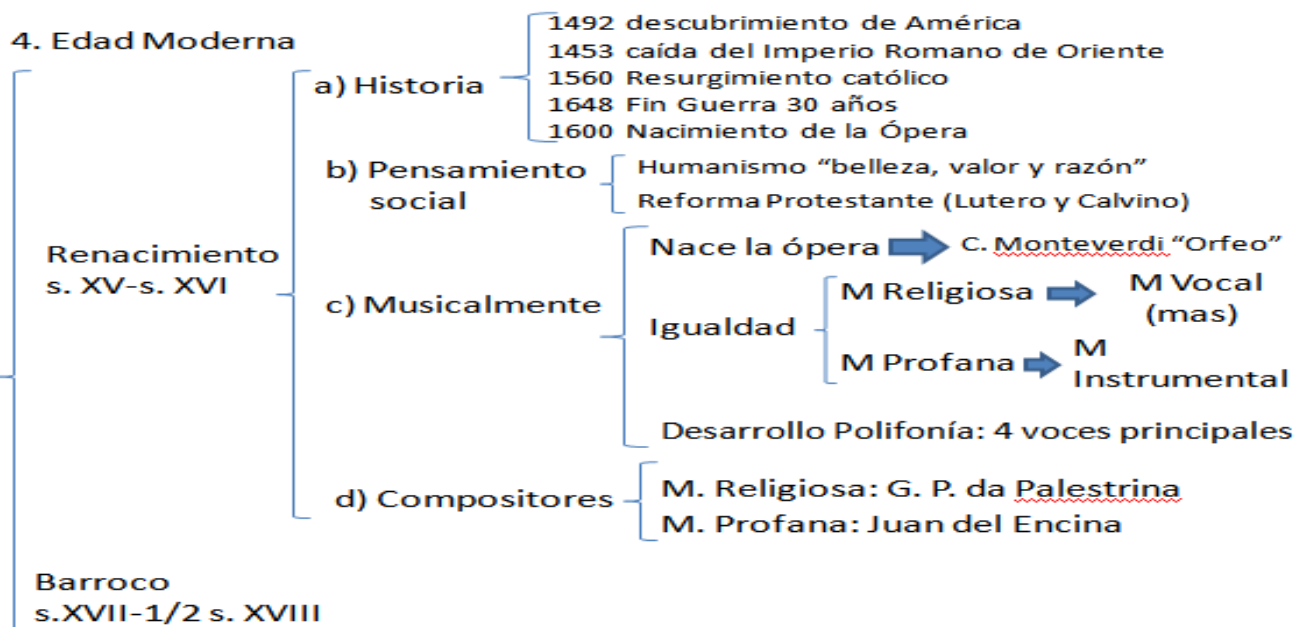 4. Edad Moderna
Renacimiento
s. XV-s. XVI
a) Historia
1492 descubrimiento de América
1453 caída del Imperio Romano de Oriente
1560 Resurgimiento católico
1648 Fin Guerra 30 años
1600 Nacimiento de la Ópera
b) Pensamiento
social
Humanismo “belleza, valor y razón”
Reforma Protestante (Lutero y Calvino)
c) Musicalmente
Nace la ópera
C. Monteverdi “Orfeo”
Igualdad
M Religiosa
M Vocal
(mas)
M Profana
M
Instrumental
Desarrollo Polifonía: 4 voces principales
d) Compositores
M. Religiosa: G. P. da Palestrina
M. Profana: Juan del Encina
Barroco
s.XVII-1/2 s. XVIII